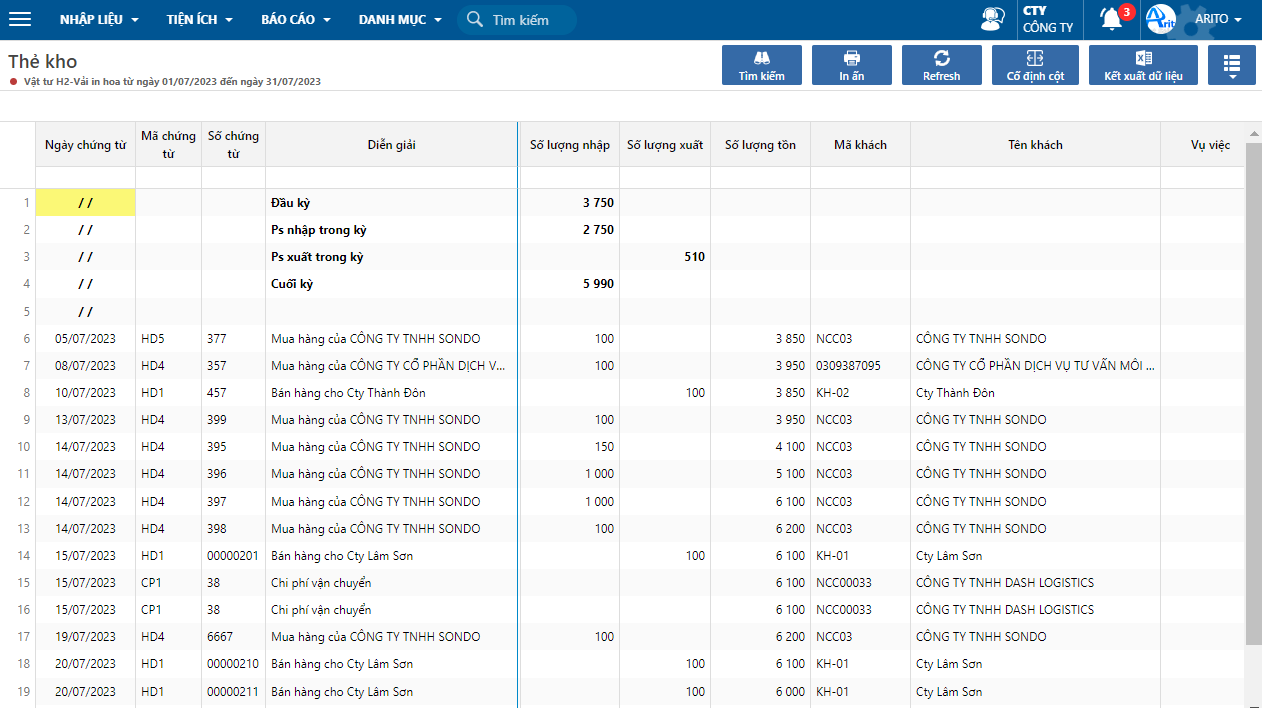 NHẬP LIỆU TIỆN ÍCH BÁO CÁO DANH MỤC Tìm kiếm CTY CÔNG TY 3 Arit ARITO
Thẻ kho
Vật tư H2-Vải in hoa từ ngày 01/07/2023 đến ngày 31/07/2023
Tìm kiếm In ấn Refresh Cố định cột Kết xuất dữ liệu
Ngày chứng từ Mã chứng từ Số chứng từ Diễn giải Số lượng nhập Số lượng xuất Số lượng tồn Mã khách Tên khách Vụ việc
1 / / Đầu kỳ 3 750
2 / / Ps nhập trong kỳ 2 750
3 / / Ps xuất trong kỳ 510
4 / / Cuối kỳ 5 990
5 / /
6 05/07/2023 HD5 377 Mua hàng của CÔNG TY TNHH SONDO 100 3 850 NCC03 CÔNG TY TNHH SONDO
7 08/07/2023 HD4 357 Mua hàng của CÔNG TY CỔ PHẦN DỊCH V... 100 3 950 0309387095 CÔNG TY CỔ PHẦN DỊCH VỤ TƯ VẤN MÔI ...
8 10/07/2023 HD1 457 Bán hàng cho Cty Thành Đôn 100 3 850 KH-02 Cty Thành Đôn
9 13/07/2023 HD4 399 Mua hàng của CÔNG TY TNHH SONDO 100 3 950 NCC03 CÔNG TY TNHH SONDO
10 14/07/2023 HD4 395 Mua hàng của CÔNG TY TNHH SONDO 150 4 100 NCC03 CÔNG TY TNHH SONDO
11 14/07/2023 HD4 396 Mua hàng của CÔNG TY TNHH SONDO 1 000 5 100 NCC03 CÔNG TY TNHH SONDO
12 14/07/2023 HD4 397 Mua hàng của CÔNG TY TNHH SONDO 1 000 6 100 NCC03 CÔNG TY TNHH SONDO
13 14/07/2023 HD4 398 Mua hàng của CÔNG TY TNHH SONDO 100 6 200 NCC03 CÔNG TY TNHH SONDO
14 15/07/2023 HD1 00000201 Bán hàng cho Cty Lâm Sơn 100 6 100 KH-01 Cty Lâm Sơn
15 15/07/2023 CP1 38 Chi phí vận chuyển 6 100 NCC00033 CÔNG TY TNHH DASH LOGISTICS
16 15/07/2023 CP1 38 Chi phí vận chuyển 6 100 NCC00033 CÔNG TY TNHH DASH LOGISTICS
17 19/07/2023 HD4 6667 Mua hàng của CÔNG TY TNHH SONDO 100 6 200 NCC03 CÔNG TY TNHH SONDO
18 20/07/2023 HD1 00000210 Bán hàng cho Cty Lâm Sơn 100 6 100 KH-01 Cty Lâm Sơn
19 20/07/2023 HD1 00000211 Bán hàng cho Cty Lâm Sơn 100 6 000 KH-01 Cty Lâm Sơn